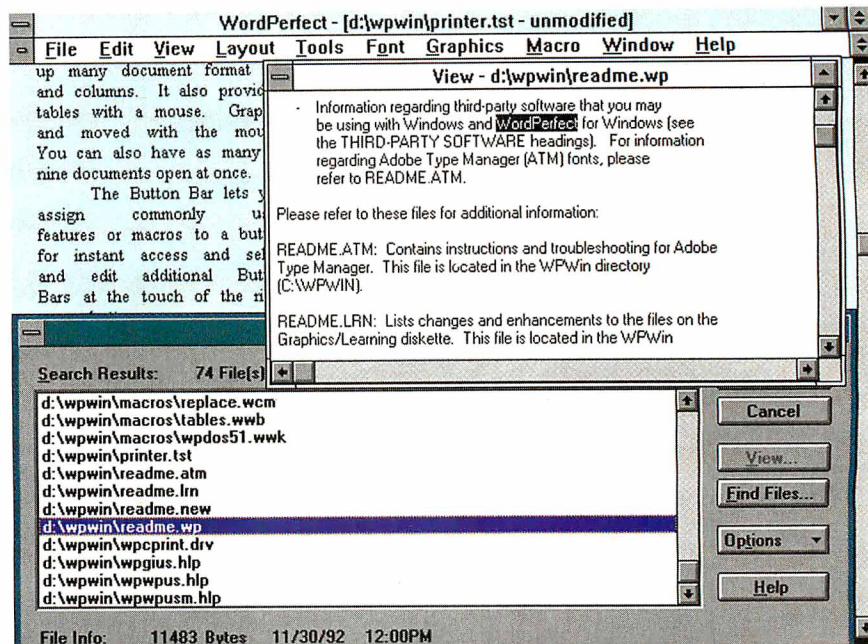 WordPerfect - [d:\wpwin\printer.tst - unmodified]
File Edit View Layout Tools Font Graphics Macro Window Help
up many document format
and columns. It also provid
tables with a mouse. Grap
and moved with the mou
You can also have as many
nine documents open at once.
The Button Bar lets y
assign commonly us
features or macros to a butt
for instant access and sel
and edit additional Butt
Bars at the touch of the ri
View - d:\wpwin\readme.wp
- Information regarding third-party software that you may
be using with Windows and WordPerfect for Windows (see
the THIRD-PARTY SOFTWARE headings). For information
regarding Adobe Type Manager (ATM) fonts, please
refer to README.ATM.
Please refer to these files for additional information:
README.ATM: Contains instructions and troubleshooting for Adobe
Type Manager. This file is located in the WPWin directory
(C:\WPWIN).
README.LRN: Lists changes and enhancements to the files on the
Graphics/Learning diskette. This file is located in the WPWin
Search Results: 74 File(s)
d:\wpwin\macros\replace.wcm
d:\wpwin\macros\tables.wwb
d:\wpwin\macros\wpdos51.wwk
d:\wpwin\printer.tst
d:\wpwin\readme.atm
d:\wpwin\readme.lrn
d:\wpwin\readme.new
d:\wpwin\readme.wp
d:\wpwin\wpcprint.drv
d:\wpwin\wpgius.hlp
d:\wpwin\wpwpus.hlp
d:\wpwin\wpwpusm.hlp
Cancel
View...
Find Files...
Options
Help
File Info: 11483 Bytes 11/30/92 12:00PM